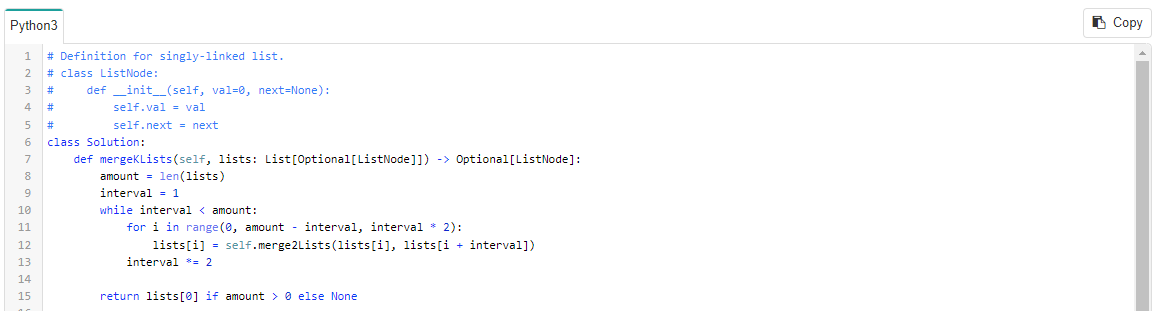 Python3
Copy
1 # Definition for singly-linked list.
2 # class ListNode:
3 #     def __init__(self, val=0, next=None):
4 #         self.val = val
5 #         self.next = next
6 class Solution:
7     def mergeKLists(self, lists: List[Optional[ListNode]]) -> Optional[ListNode]:
8         amount = len(lists)
9         interval = 1
10         while interval < amount:
11             for i in range(0, amount - interval, interval * 2):
12                 lists[i] = self.merge2Lists(lists[i], lists[i + interval])
13             interval *= 2
14
15         return lists[0] if amount > 0 else None